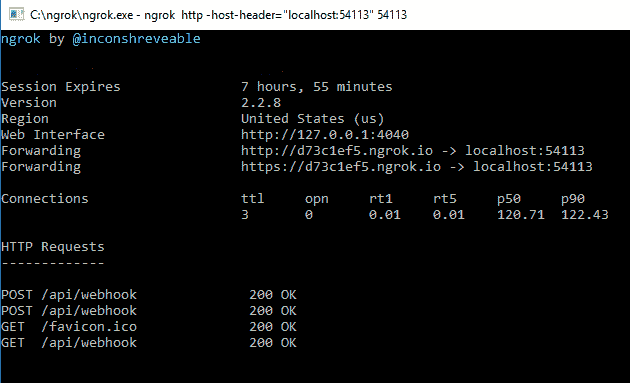 C:\ngrok\ngrok.exe - ngrok http -host-header="localhost:54113" 54113
ngrok by @inconshreveable
Session Expires 7 hours, 55 minutes
Version 2.2.8
Region United States (us)
Web Interface http://127.0.0.1:4040
Forwarding http://d73c1ef5.ngrok.io -> localhost:54113
Forwarding https://d73c1ef5.ngrok.io -> localhost:54113
Connections ttl opn rt1 rt5 p50 p90
3 0 0.01 0.01 120.71 122.43
HTTP Requests
-------------
POST /api/webhook 200 OK
POST /api/webhook 200 OK
GET /favicon.ico 200 OK
GET /api/webhook 200 OK